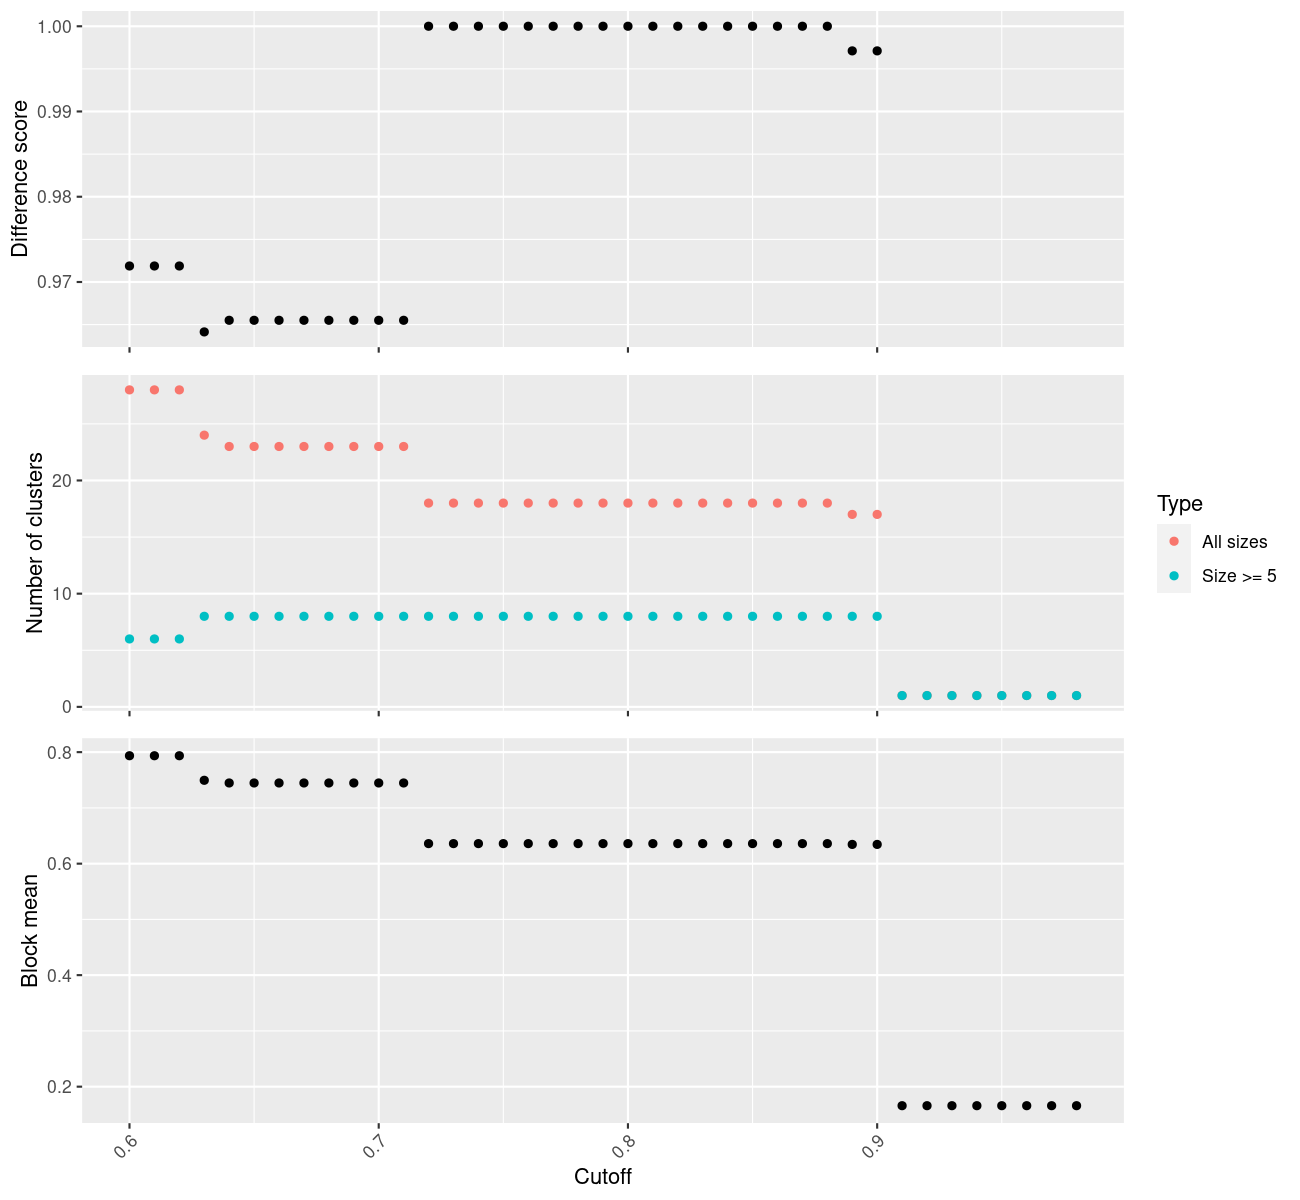 1.00
0.99
0.98
0.97
Difference score
20
10
0
Number of clusters
Type
All sizes
Size >= 5
0.8
0.6
0.4
0.2
Block mean
0.6 0.7 0.8 0.9
Cutoff